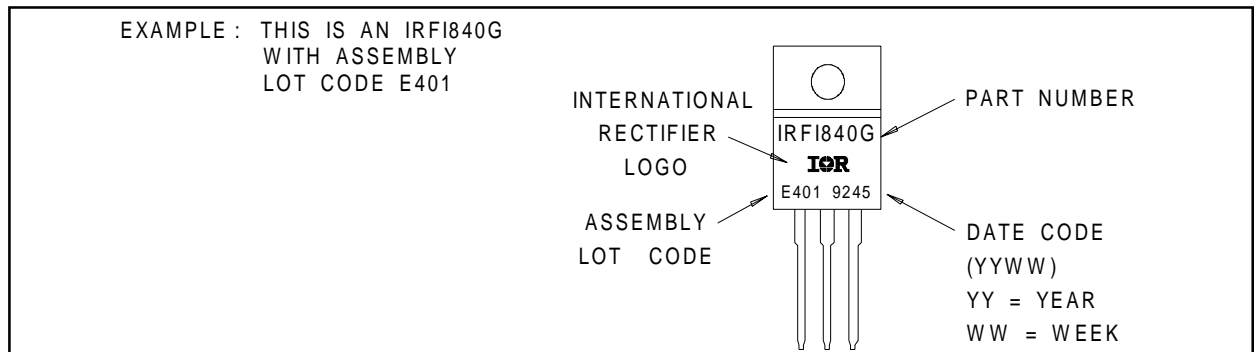 EXAMPLE : THIS IS AN IRFI840G
WITH ASSEMBLY
LOT CODE E401
INTERNATIONAL
RECTIFIER
LOGO
PART NUMBER
IRFI840G
IOR
E401 9245
ASSEMBLY
LOT CODE
DATE CODE
(YYWW)
YY = YEAR
WW = WEEK